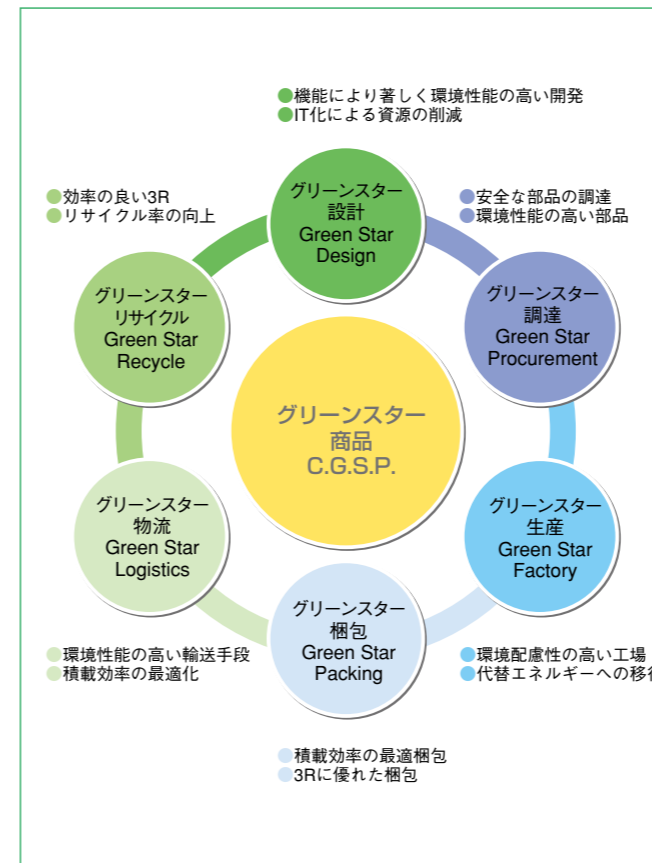 ●機能により著しく環境性能の高い開発
●IT化による資源の削減
グリーンスター
設計
Green Star
Design
●安全な部品の調達
●環境性能の高い部品
グリーンスター
調達
Green Star
Procurement
グリーンスター
生産
Green Star
Factory
●環境配慮性の高い工場
●代替エネルギーへの移行
グリーンスター
梱包
Green Star
Packing
●積載効率の最適梱包
●3Rに優れた梱包
グリーンスター
物流
Green Star
Logistics
●環境性能の高い輸送手段
●積載効率の最適化
●効率の良い3R
●リサイクル率の向上
グリーンスター
リサイクル
Green Star
Recycle
グリーンスター
商品
C.G.S.P.